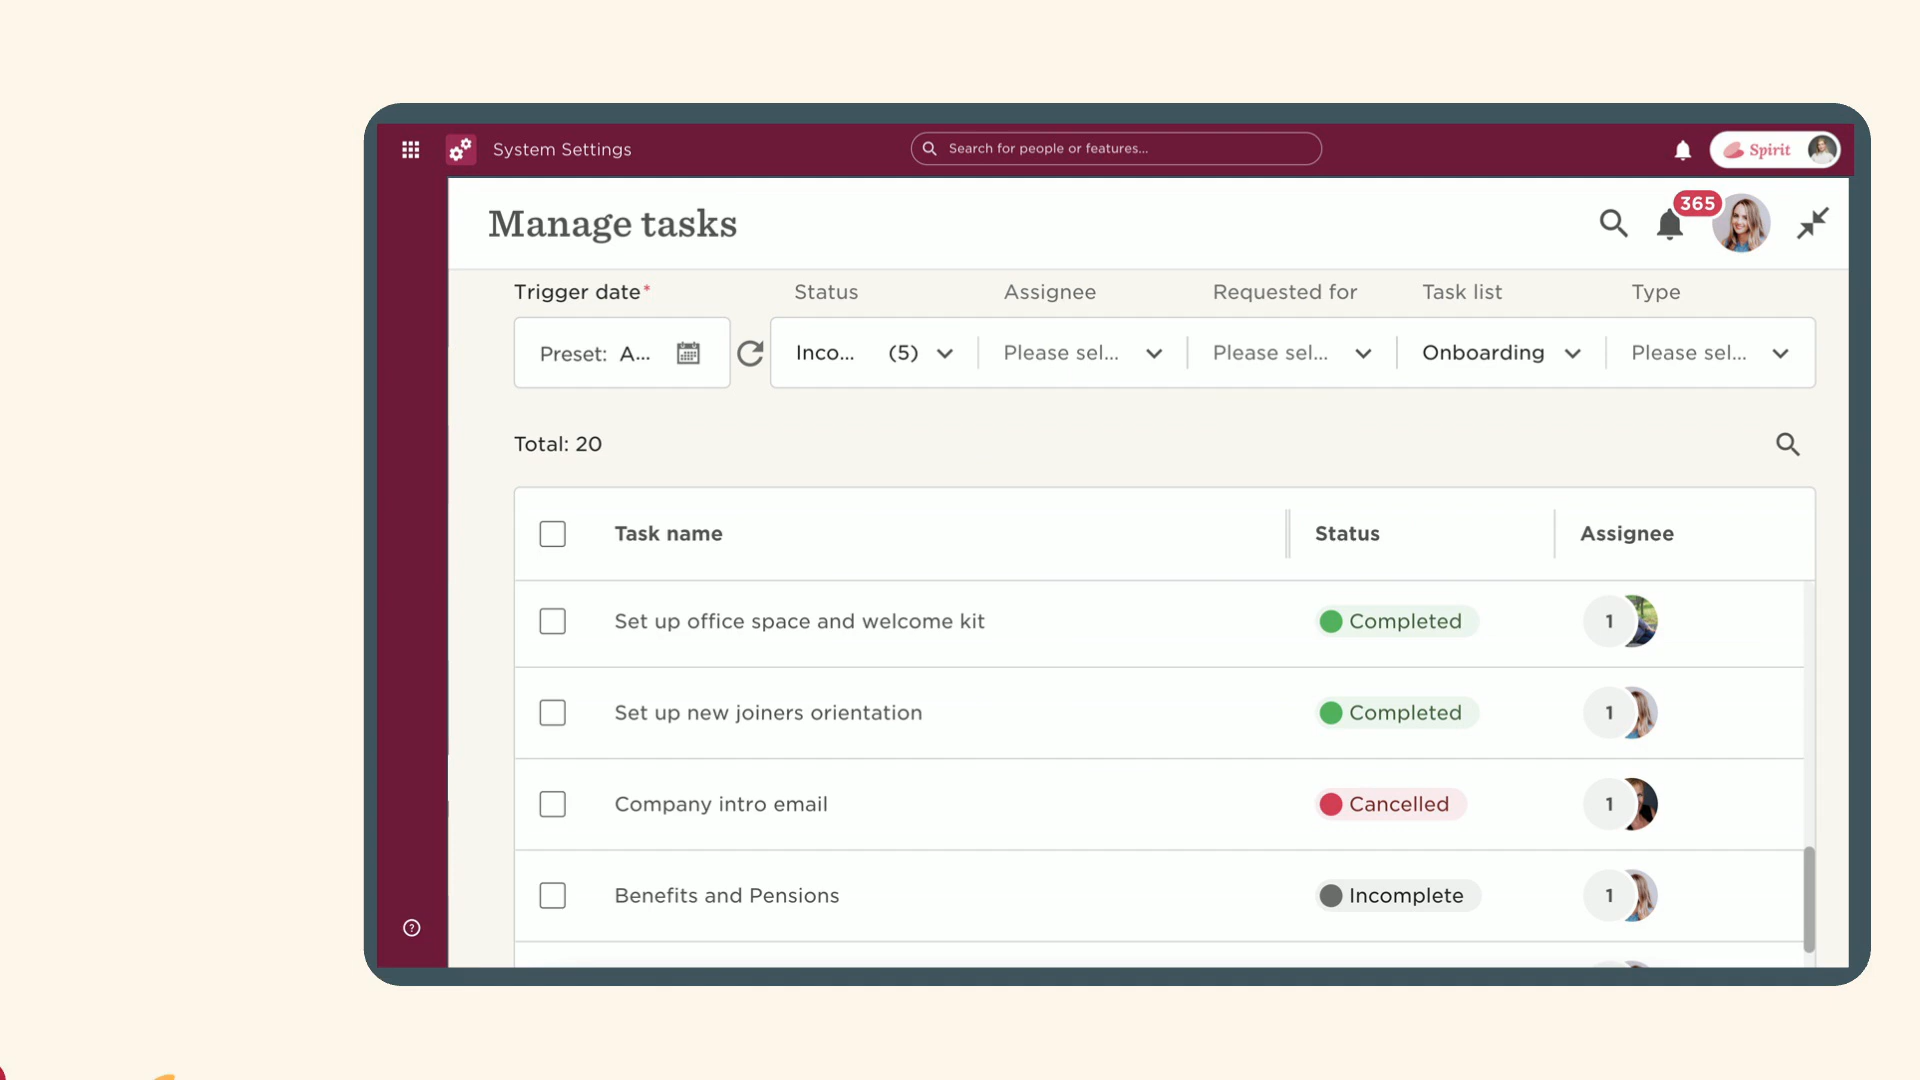 System Settings
Search for people or features...
Spirit
Manage tasks
365
Trigger date*
Status
Assignee
Requested for
Task list
Type
Preset: A...
Inco... (5)
Please sel...
Please sel...
Onboarding
Please sel...
Total: 20
Task name
Status
Assignee
Set up office space and welcome kit
Completed
1
Set up new joiners orientation
Completed
1
Company intro email
Cancelled
1
Benefits and Pensions
Incomplete
1
?